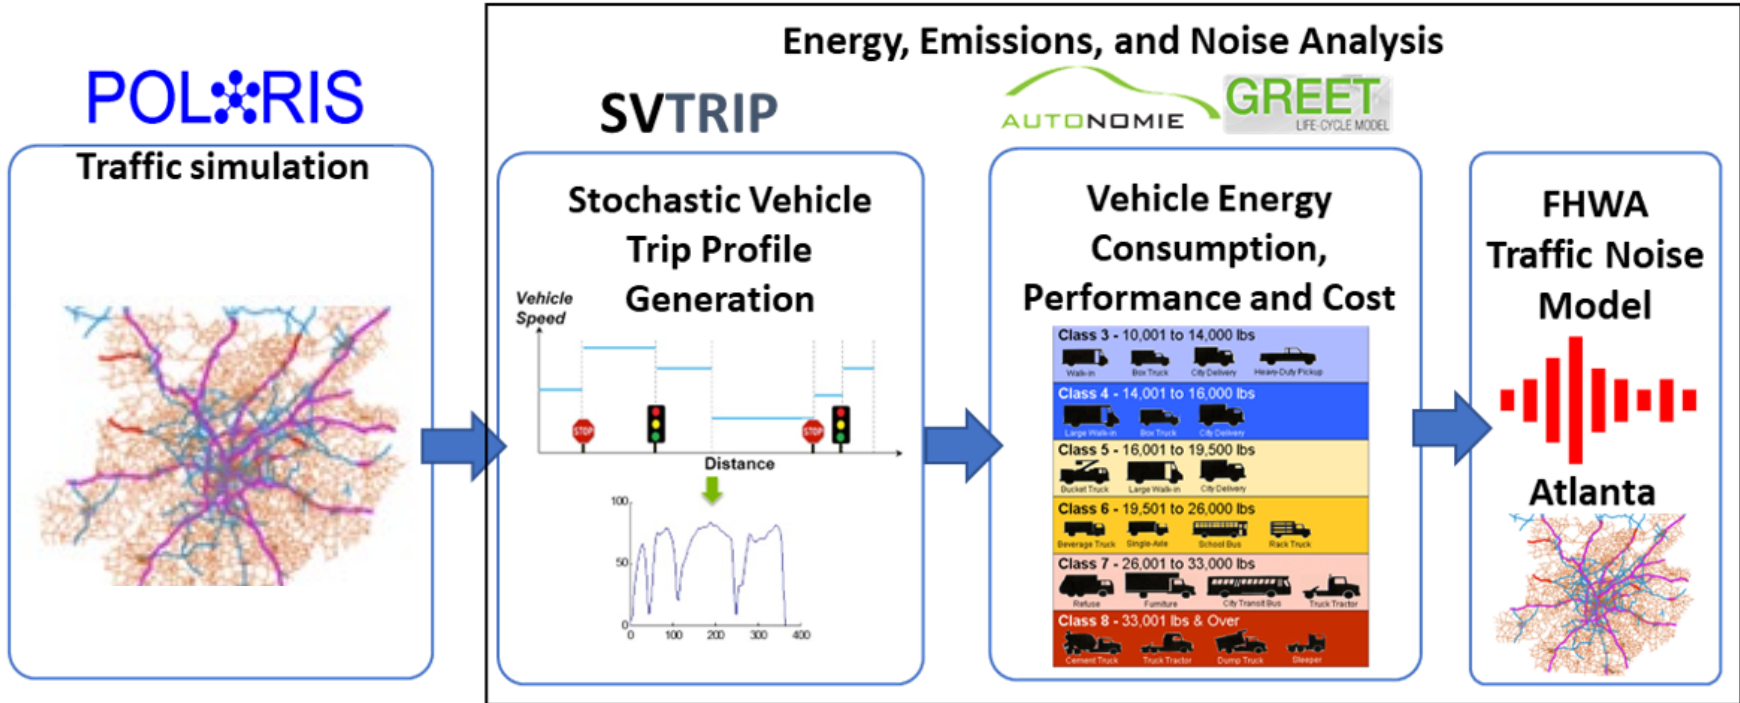 Energy, Emissions, and Noise Analysis
POLARIS
Traffic simulation
SVTRIP
Stochastic Vehicle
Trip Profile
Generation
Vehicle
Speed
STOP
STOP
Distance
100
50
0
0
100
200
300
400
AUTONOMIE
GREET
LIFE-CYCLE MODEL
Vehicle Energy
Consumption,
Performance and Cost
Class 3 - 10,001 to 14,000 lbs
Walk-in Box Truck City Delivery Heavy-Duty Pickup
Class 4 - 14,001 to 16,000 lbs
Large Walk-in Box Truck City Delivery
Class 5 - 16,001 to 19,500 lbs
Bucket Truck Large Walk-in City Delivery
Class 6 - 19,501 to 26,000 lbs
Beverage Truck Single-Axle School Bus Rack Truck
Class 7 - 26,001 to 33,000 lbs
Refuse Furniture City Transit Bus Truck Tractor
Class 8 - 33,001 lbs & Over
Cement Truck Truck Tractor Dump Truck Sleeper
FHWA
Traffic Noise
Model
Atlanta